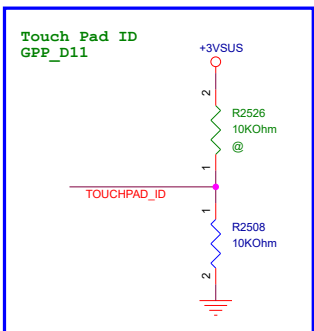 Touch Pad ID
GPP_D11
+3VSUS
2
R2526
10KOhm
@
1
TOUCHPAD_ID
1
R2508
10KOhm
2